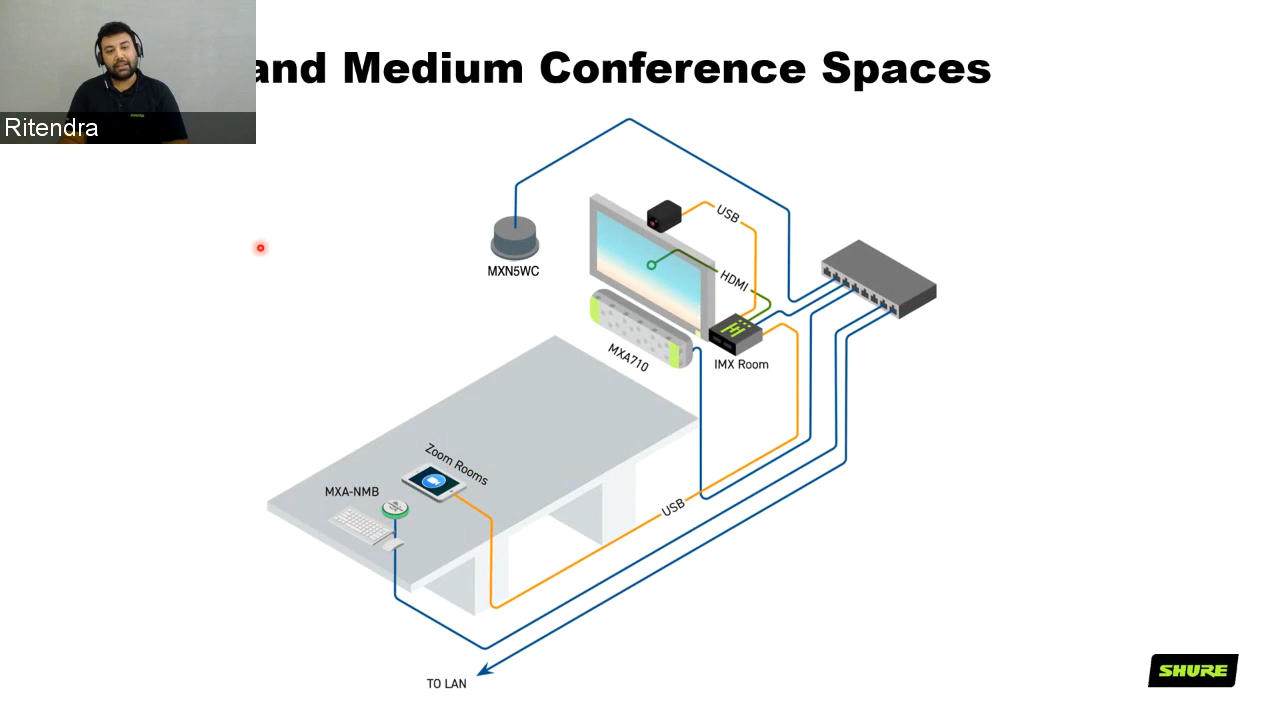 and Medium Conference Spaces
Ritendra
USB
HDMI
MXN5WC
MXA710
IMX Room
Zoom Rooms
MXA-NMB
USB
TO LAN
SHURE